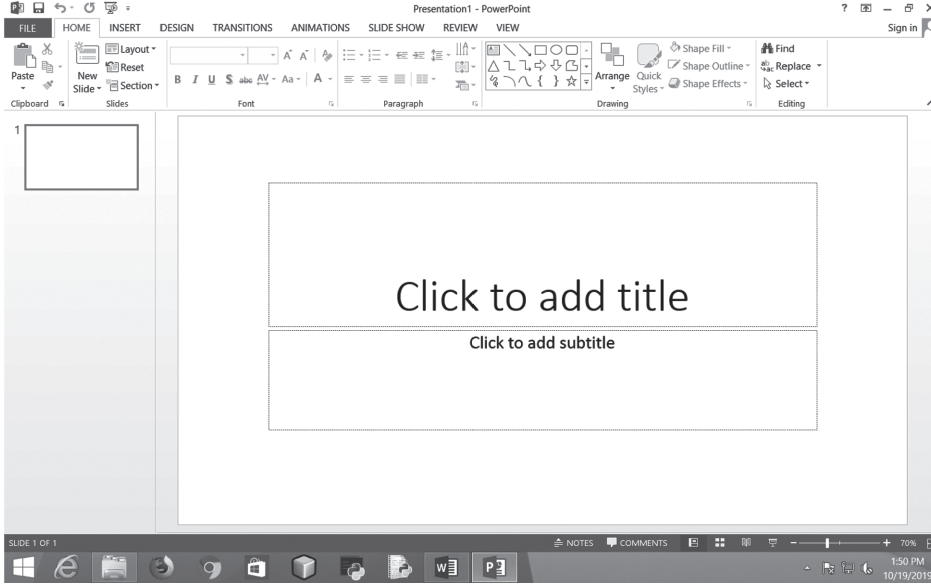 Presentation1 - PowerPoint
FILE HOME INSERT DESIGN TRANSITIONS ANIMATIONS SLIDE SHOW REVIEW VIEW Sign in
Paste
New Slide
Layout
Reset
Section
B I U S abc AV Aa A
Arrange
Quick Styles
Shape Fill
Shape Outline
Shape Effects
Find
Replace
Select
Clipboard Slides Font Paragraph Drawing Editing
1
Click to add title
Click to add subtitle
SLIDE 1 OF 1 NOTES COMMENTS 70%
1:50 PM
10/19/2019